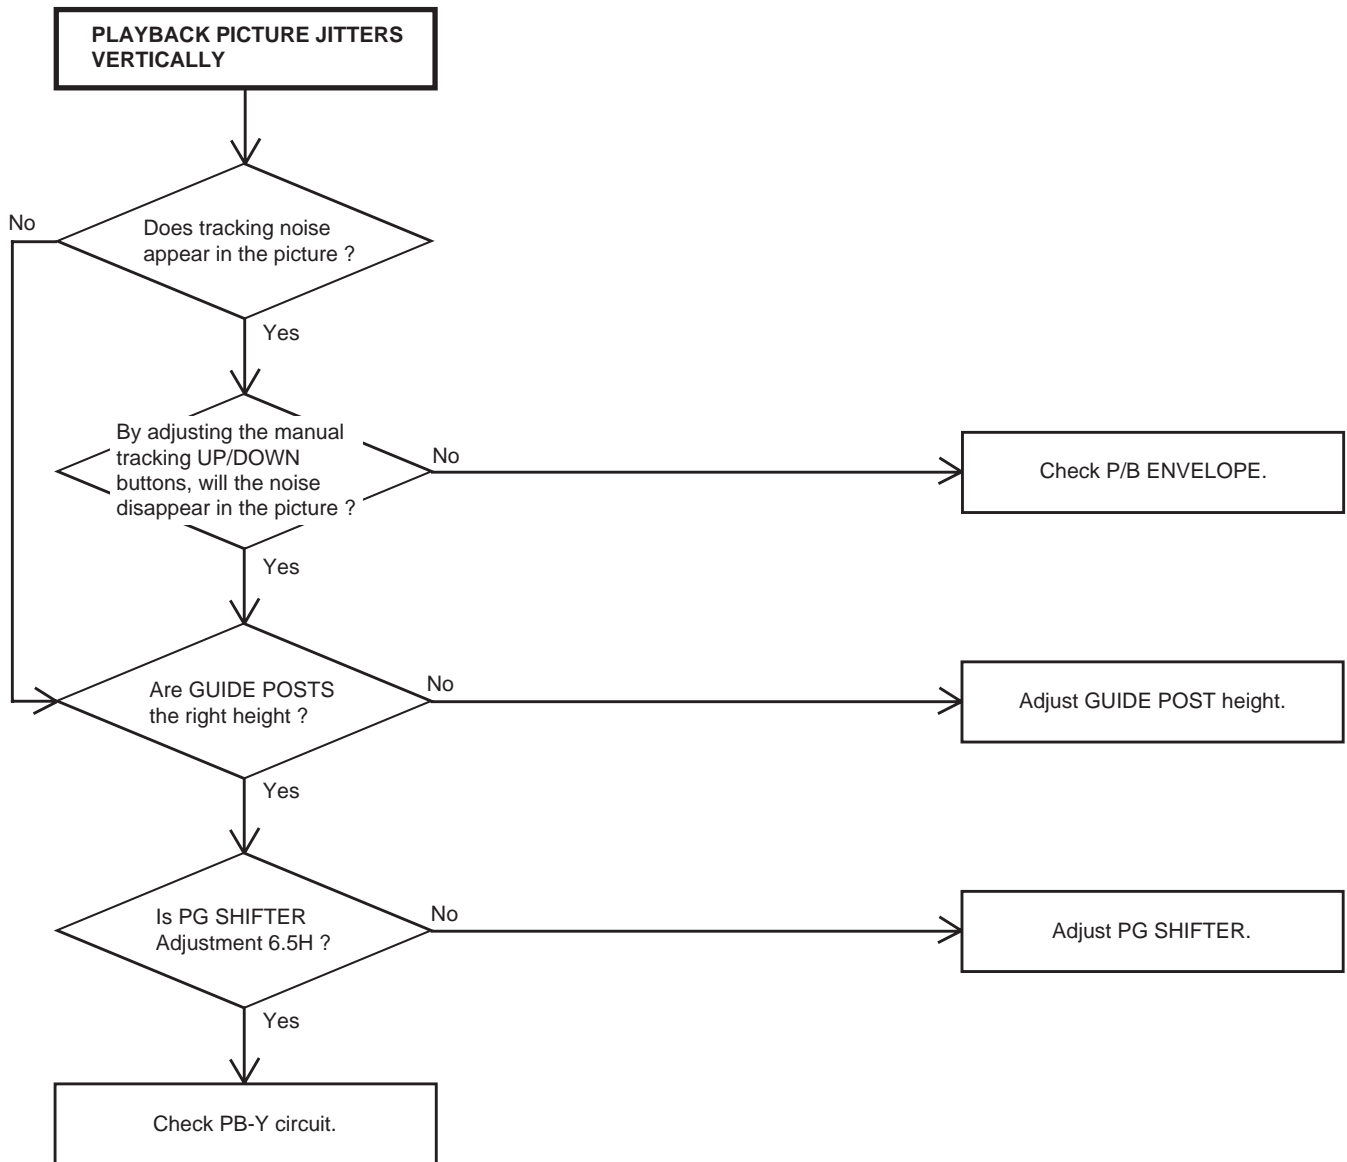 PLAYBACK PICTURE JITTERS
VERTICALLY
No
Does tracking noise
appear in the picture ?
Yes
By adjusting the manual
tracking UP/DOWN
buttons, will the noise
disappear in the picture ?
No
Check P/B ENVELOPE.
Yes
Are GUIDE POSTS
the right height ?
No
Adjust GUIDE POST height.
Yes
Is PG SHIFTER
Adjustment 6.5H ?
No
Adjust PG SHIFTER.
Yes
Check PB-Y circuit.